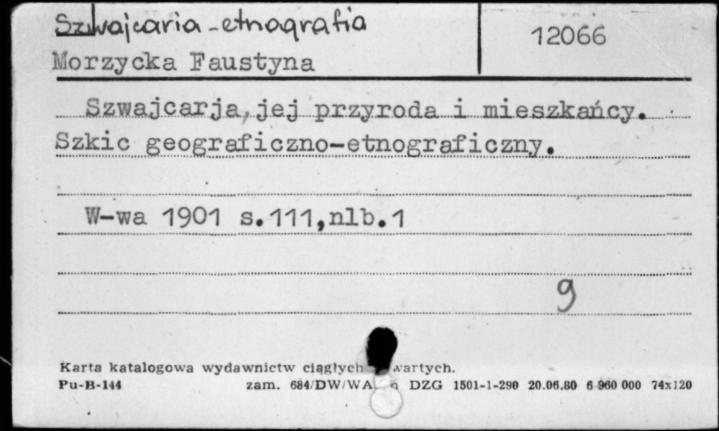 Szwajcaria - etnografia
12066
Morzycka Faustyna
Szwajcarja, jej przyroda i mieszkańcy.
Szkic geograficzno-etnograficzny.
W-wa 1901 s.111,nlb.1
9
Karta katalogowa wydawnictw ciągłych wartych.
Pu-B-144 zam. 684/DW/WA. DZG 1501-1-290 20.06.80 6 960 000 74x120